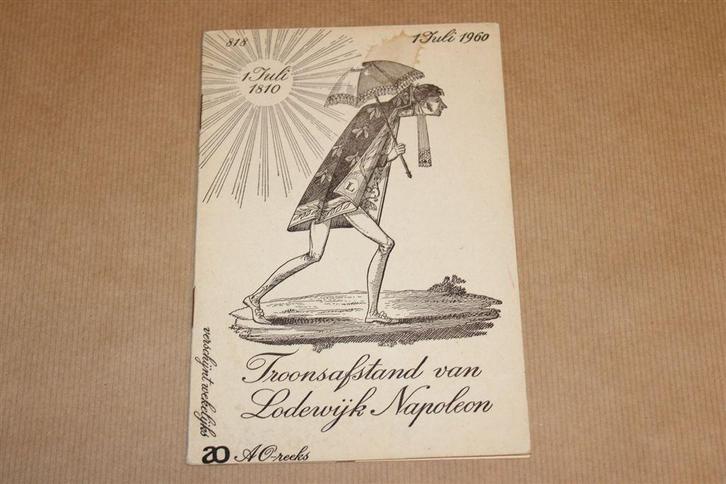 818
1 Juli 1960
1 Juli
1810
L
Troonsafstand van
Lodewijk Napoleon
verschijnt wekelijks
ao AO-reeks